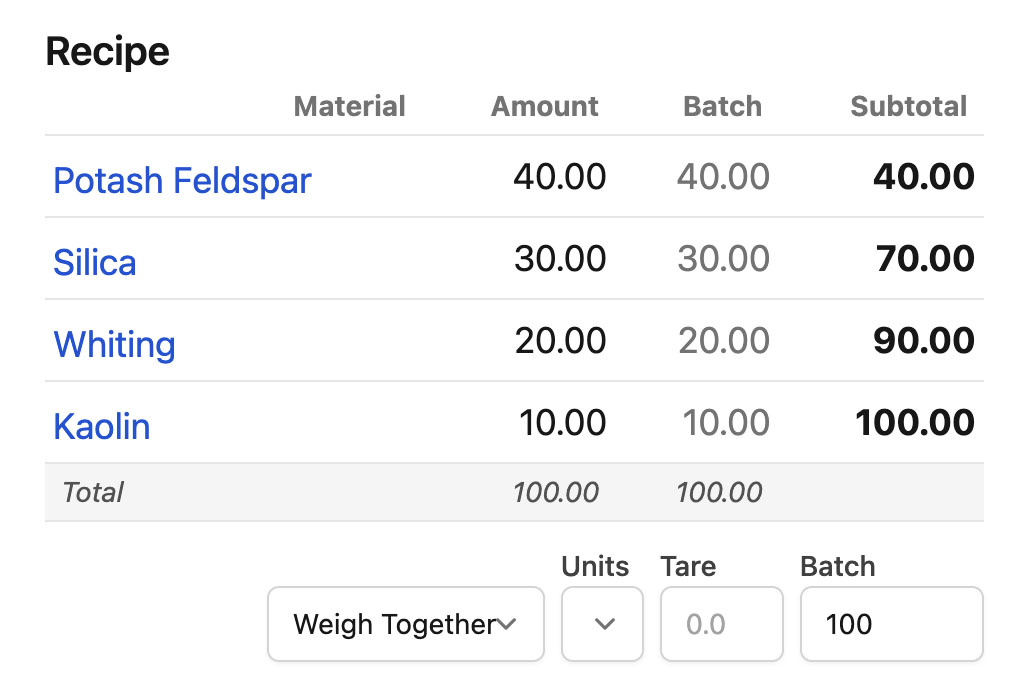 Recipe
Material Amount Batch Subtotal
Potash Feldspar 40.00 40.00 40.00
Silica 30.00 30.00 70.00
Whiting 20.00 20.00 90.00
Kaolin 10.00 10.00 100.00
Total 100.00 100.00
Units Tare Batch
Weigh Together 0.0 100